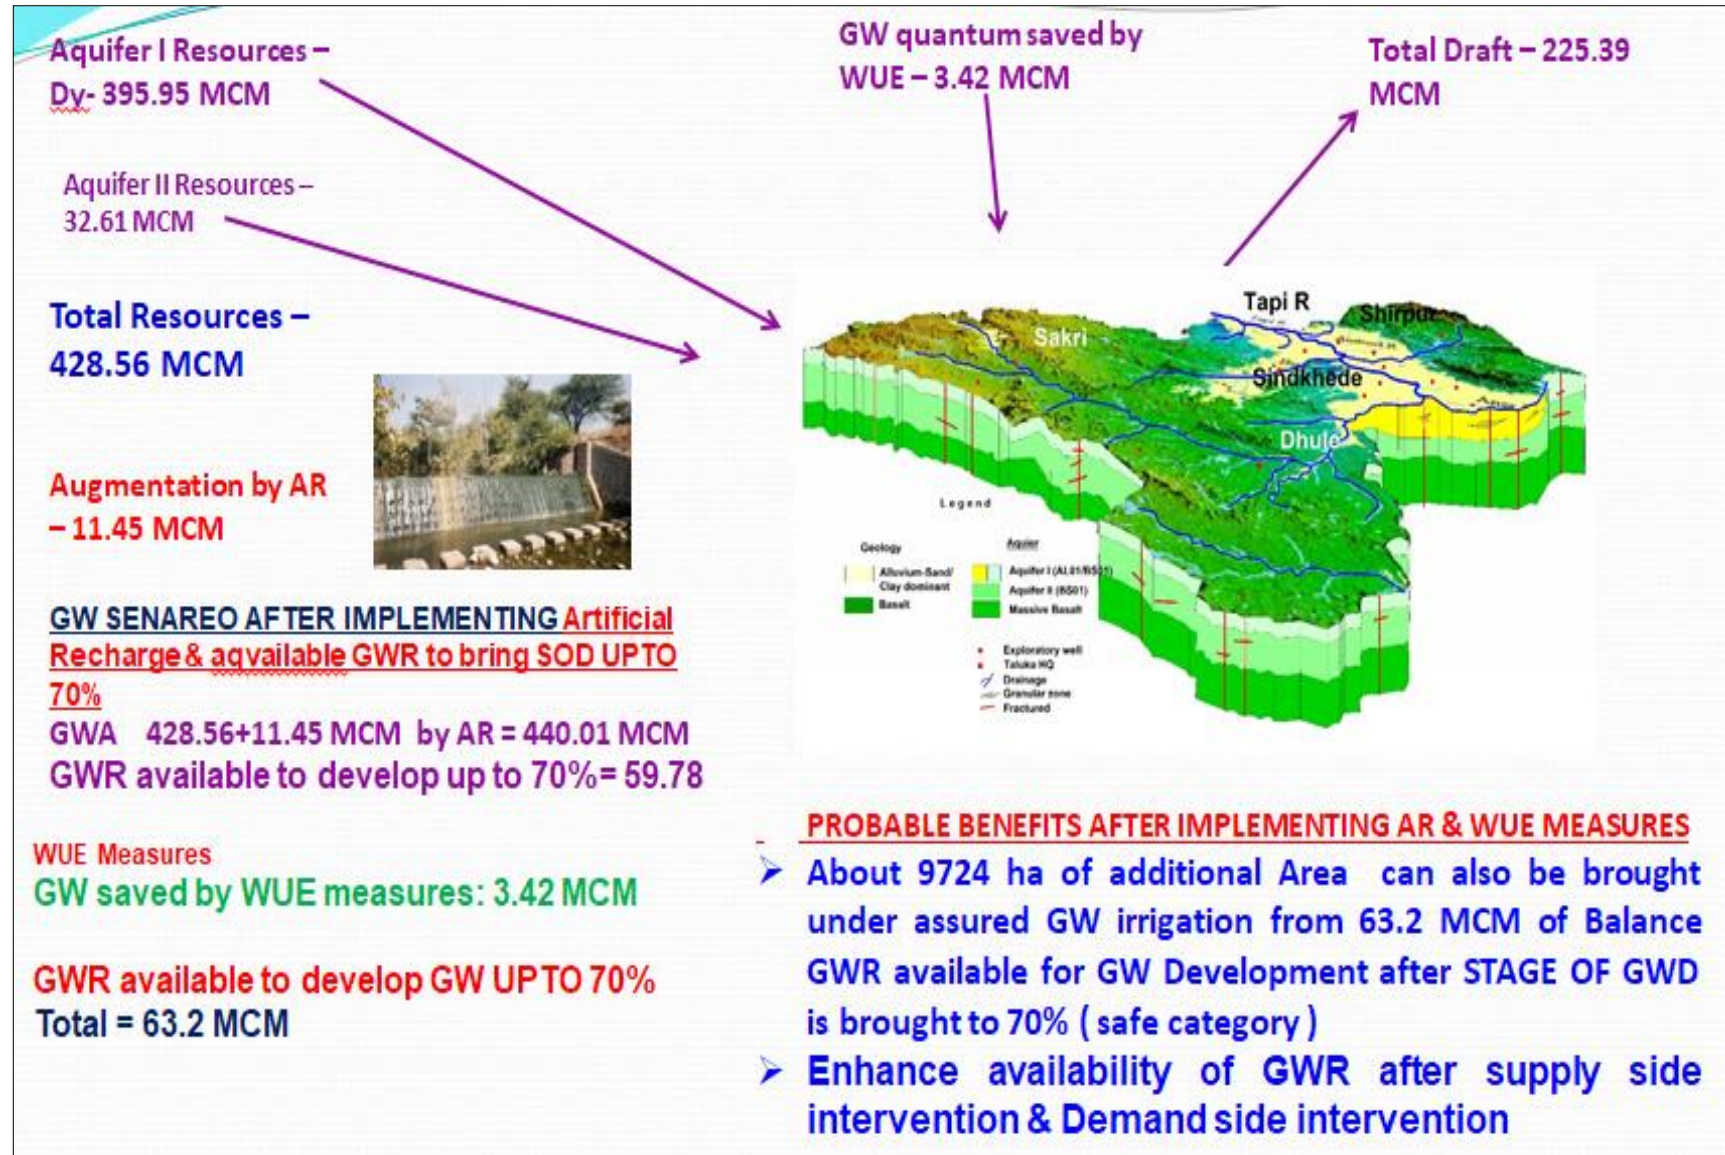 Aquifer I Resources –
Dy- 395.95 MCM
GW quantum saved by
WUE – 3.42 MCM
Total Draft – 225.39
MCM
Aquifer II Resources –
32.61 MCM
Total Resources –
428.56 MCM
Augmentation by AR
– 11.45 MCM
Tapi R
Shirpur
Sakri
Sindkhede
Dhule
Legend
Geology
Alluvium-Sand/
Clay dominant
Basalt
Aquier
Aquifer I (AL01/BS01)
Aquifer II (BS01)
Massive Basalt
Exploratory well
Taluka HQ
Drainage
Granular zone
Fractured
GW SENAREO AFTER IMPLEMENTING Artificial
Recharge & aqvailable GWR to bring SOD UPTO
70%
GWA 428.56+11.45 MCM by AR = 440.01 MCM
GWR available to develop up to 70%= 59.78
WUE Measures
GW saved by WUE measures: 3.42 MCM
GWR available to develop GW UPTO 70%
Total = 63.2 MCM
PROBABLE BENEFITS AFTER IMPLEMENTING AR & WUE MEASURES
➢ About 9724 ha of additional Area can also be brought
under assured GW irrigation from 63.2 MCM of Balance
GWR available for GW Development after STAGE OF GWD
is brought to 70% ( safe category )
➢ Enhance availability of GWR after supply side
intervention & Demand side intervention